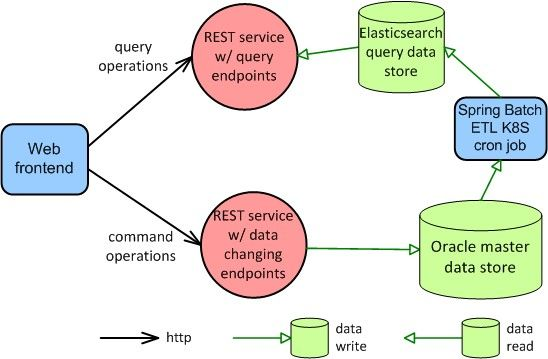 query
operations
REST service
w/ query
endpoints
Elasticsearch
query data
store
Spring Batch
ETL K8S
cron job
Web
frontend
command
operations
REST service
w/ data
changing
endpoints
Oracle master
data store
http
data
write
data
read